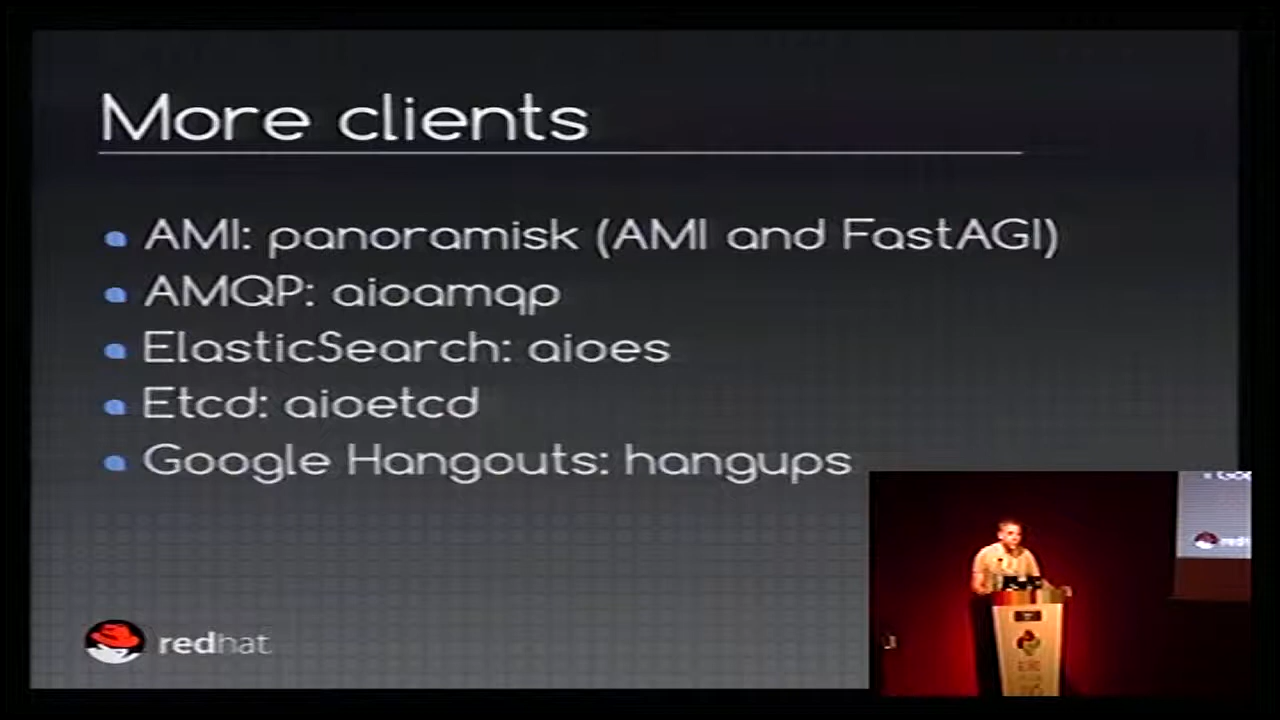 More clients
AMI: panoramisk (AMI and FastAGI)
AMQP: aioamqp
ElasticSearch: aioes
Etcd: aioetcd
Google Hangouts: hangups
redhat.